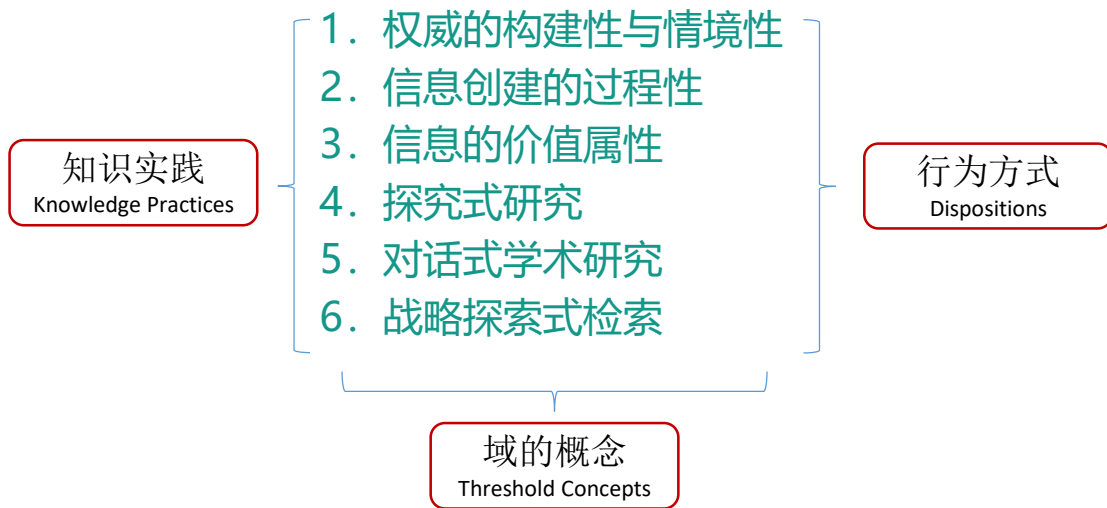 1. 权威的构建性与情境性
2. 信息创建的过程性
3. 信息的价值属性
4. 探究式研究
5. 对话式学术研究
6. 战略探索式检索
知识实践
Knowledge Practices
行为方式
Dispositions
域的概念
Threshold Concepts